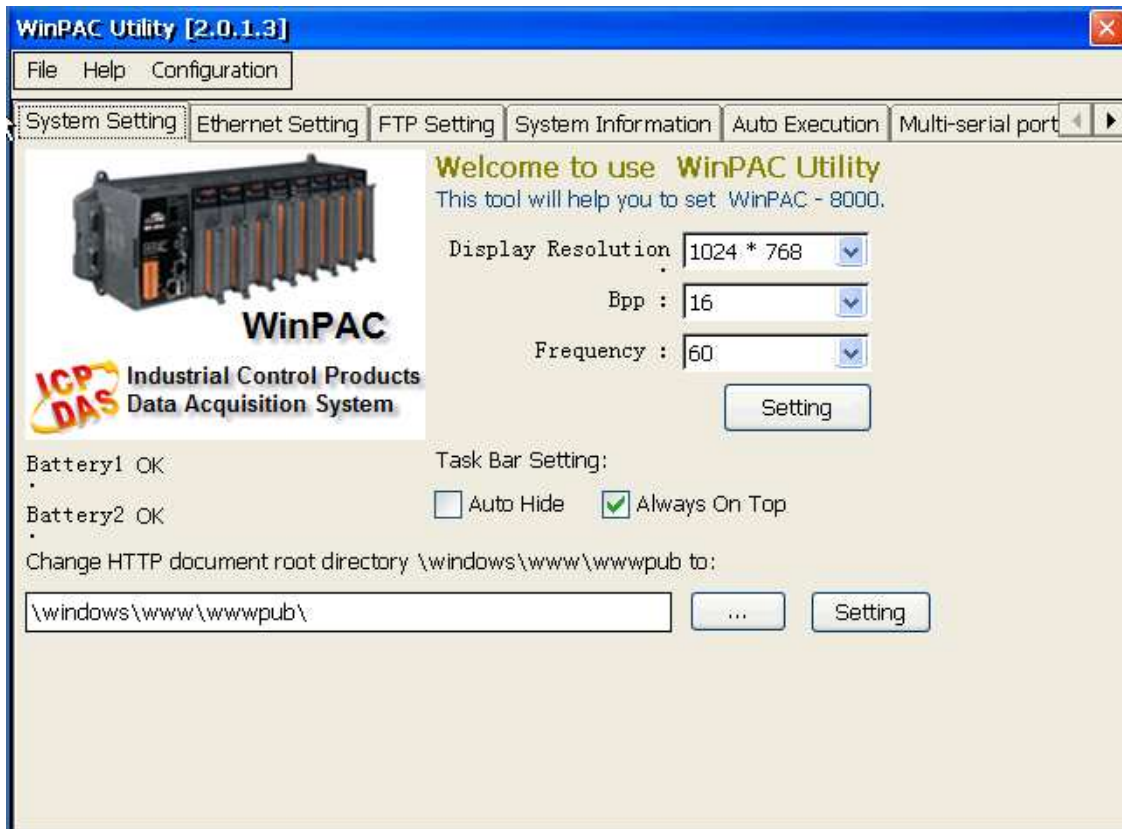 WinPAC Utility [2.0.1.3]
File Help Configuration
System Setting Ethernet Setting FTP Setting System Information Auto Execution Multi-serial port
Welcome to use WinPAC Utility
This tool will help you to set WinPAC - 8000.
Display Resolution 1024 * 768
Bpp : 16
Frequency : 60
Setting
WinPAC
ICP DAS
Industrial Control Products
Data Acquisition System
Battery1 OK
Battery2 OK
Task Bar Setting:
Auto Hide Always On Top
Change HTTP document root directory \windows\www\wwwpub to:
\windows\www\wwwpub\ ... Setting